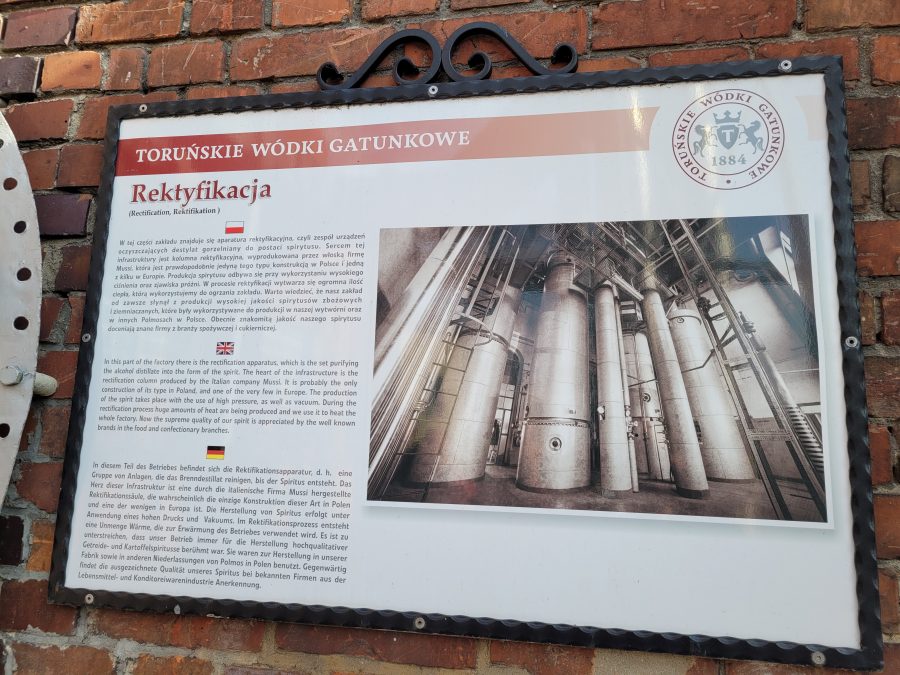 TORUŃSKIE WÓDKI GATUNKOWE
TORUŃSKIE WÓDKI GATUNKOWE
T
1884
Rektyfikacja
(Rectification, Rektifikation )
W tej części zakładu znajduje się aparatura rektyfikacyjna, czyli zespół urządzeń
oczyszczających destylat gorzelniany do postaci spirytusu. Sercem tej
infrastruktury jest kolumna rektyfikacyjna, wyprodukowana przez włoską firmę
Mussi, która jest prawdopodobnie jedyną tego typu konstrukcją w Polsce i jedną
z kilku w Europie. Produkcja spirytusu odbywa się przy wykorzystaniu wysokiego
ciśnienia oraz zjawiska próżni. W procesie rektyfikacji wytwarza się ogromna ilość
ciepła, którą wykorzystujemy do ogrzania zakładu. Warto wiedzieć, że nasz zakład
od zawsze słynął z produkcji wysokiej jakości spirytusów zbożowych
i ziemniaczanych, które były wykorzystywane do produkcji w naszej wytwórni oraz
w innych Polmosach w Polsce. Obecnie znakomitą jakość naszego spirytusu
doceniają znane firmy z branży spożywczej i cukierniczej.
In this part of the factory there is the rectification apparatus, which is the set purifying
the alcohol distillate into the form of the spirit. The heart of the infrastructure is the
rectification column produced by the Italian company Mussi. It is probably the only
construction of its type in Poland, and one of the very few in Europe. The production
of the spirit takes place with the use of high pressure, as well as vacuum. During the
rectification process huge amounts of heat are being produced and we use it to heat the
whole factory. Now the supreme quality of our spirit is appreciated by the well known
brands in the food and confectionary branches.
In diesem Teil des Betriebes befindet sich die Rektifikationsapparatur, d. h. eine
Gruppe von Anlagen, die das Brenndestillat reinigen, bis der Spiritus entsteht. Das
Herz dieser Infrastruktur ist eine durch die italienische Firma Mussi hergestellte
Rektifikationssäule, die wahrscheinlich die einzige Konstruktion dieser Art in Polen
und eine der wenigen in Europa ist. Die Herstellung von Spiritus erfolgt unter
Anwendung eines hohen Drucks und Vakuums. Im Rektifikationsprozess entsteht
eine Unmenge Wärme, die zur Erwärmung des Betriebes verwendet wird. Es ist zu
unterstreichen, dass unser Betrieb immer für die Herstellung hochqualitativer
Getreide- und Kartoffelspiritusse berühmt war. Sie waren zur Herstellung in unserer
Fabrik sowie in anderen Niederlassungen von Polmos in Polen benutzt. Gegenwärtig
findet die ausgezeichnete Qualität unseres Spiritus bei bekannten Firmen aus der
Lebensmittel- und Konditoreiwarenindustrie Anerkennung.